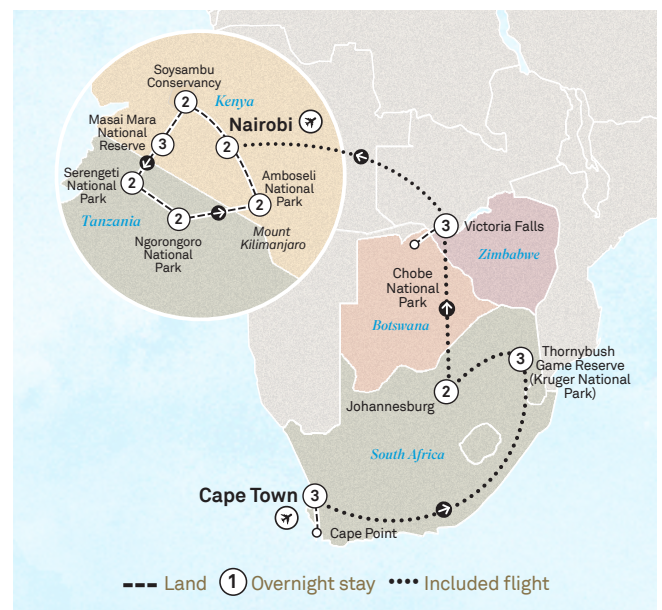 Soysambu
Conservancy
2
Kenya
Masai Mara
National
Reserve
3
Nairobi
2
Serengeti
National
Park
2
Amboseli
National
Park
2
Tanzania
2
Ngorongoro
National
Park
Mount
Kilimanjaro
3
Victoria Falls
Zimbabwe
Chobe
National
Park
Botswana
3
Thornybush
Game Reserve
(Kruger National
Park)
2
Johannesburg
South Africa
Cape Town
3
Cape Point
Land
1
Overnight stay
Included flight